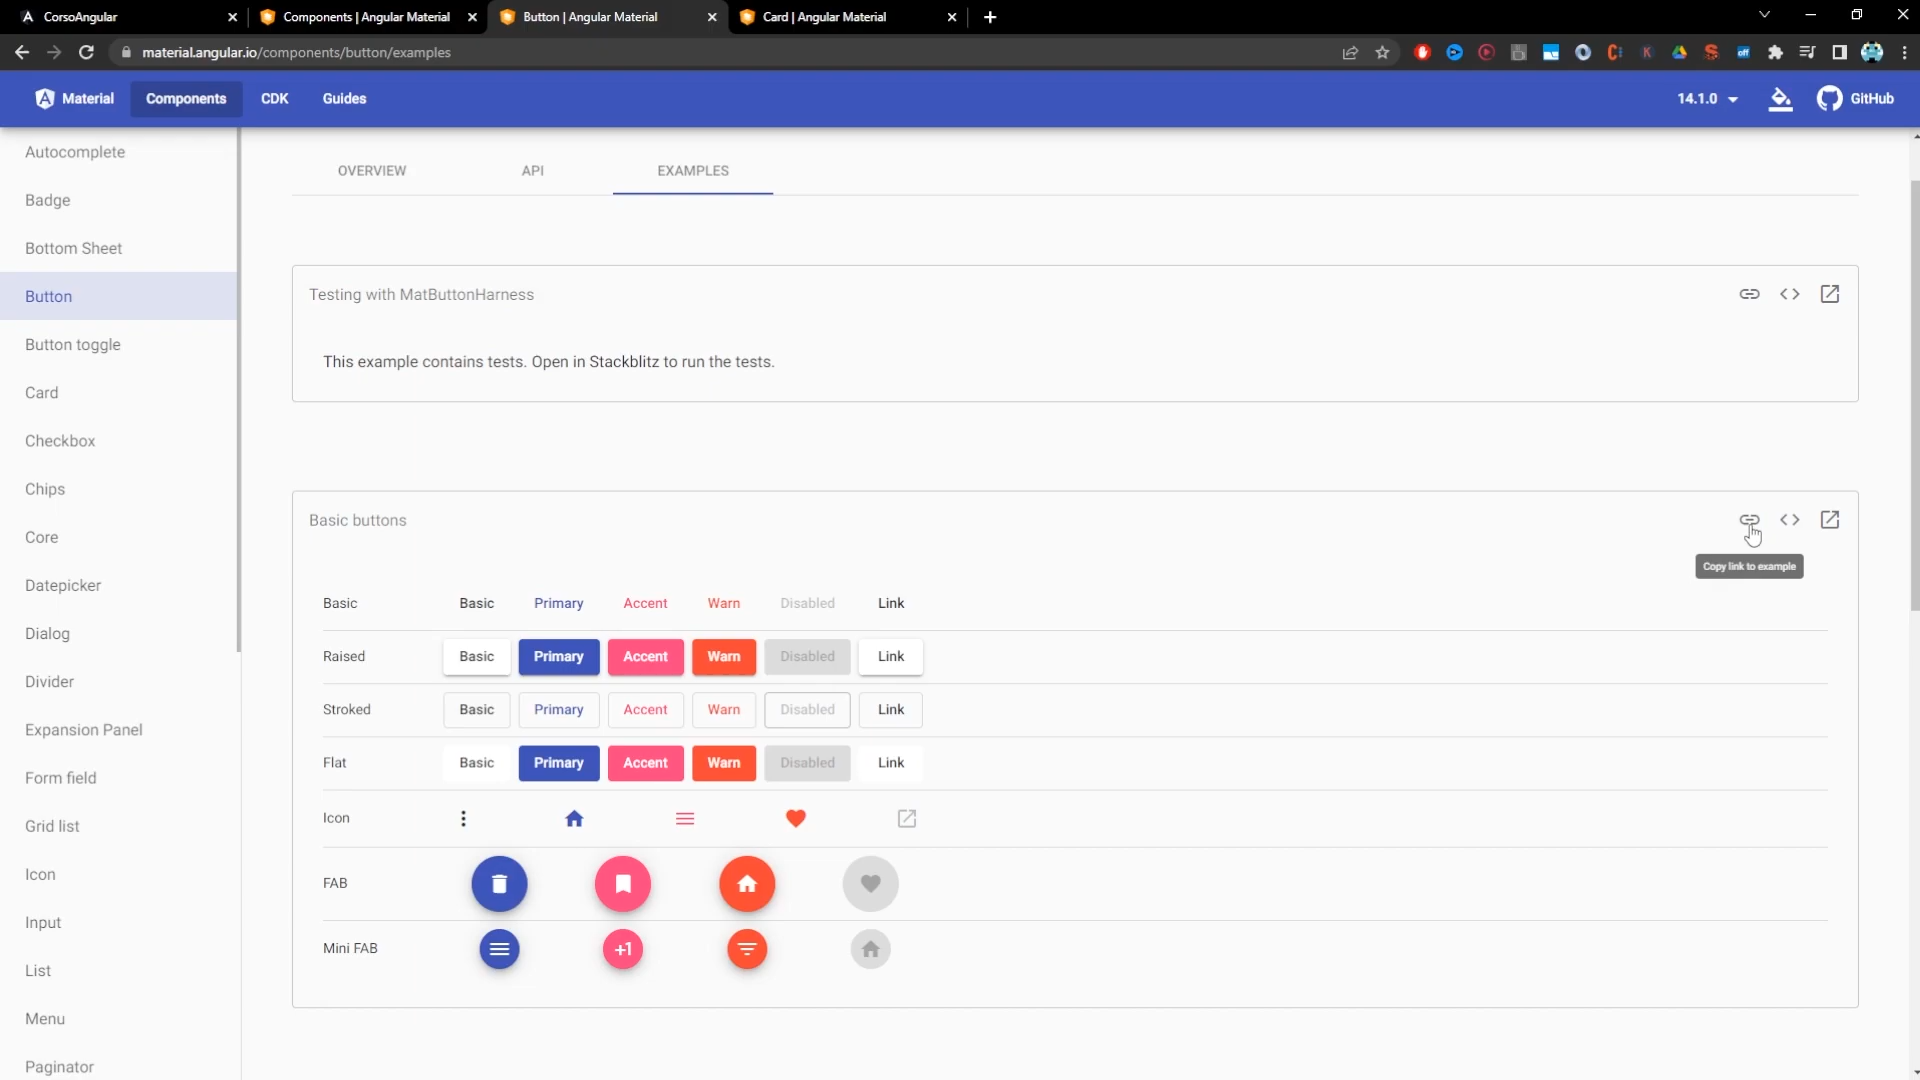 CorsoAngular
Components | Angular Material
Button | Angular Material
Card | Angular Material
material.angular.io/components/button/examples
Material
Components
CDK
Guides
14.1.0
GitHub
Autocomplete
Badge
Bottom Sheet
Button
Button toggle
Card
Checkbox
Chips
Core
Datepicker
Dialog
Divider
Expansion Panel
Form field
Grid list
Icon
Input
List
Menu
Paginator
OVERVIEW API EXAMPLES
Testing with MatButtonHarness
This example contains tests. Open in Stackblitz to run the tests.
Basic buttons
Copy link to example
Basic Basic Primary Accent Warn Disabled Link
Raised Basic Primary Accent Warn Disabled Link
Stroked Basic Primary Accent Warn Disabled Link
Flat Basic Primary Accent Warn Disabled Link
Icon
FAB
Mini FAB +1